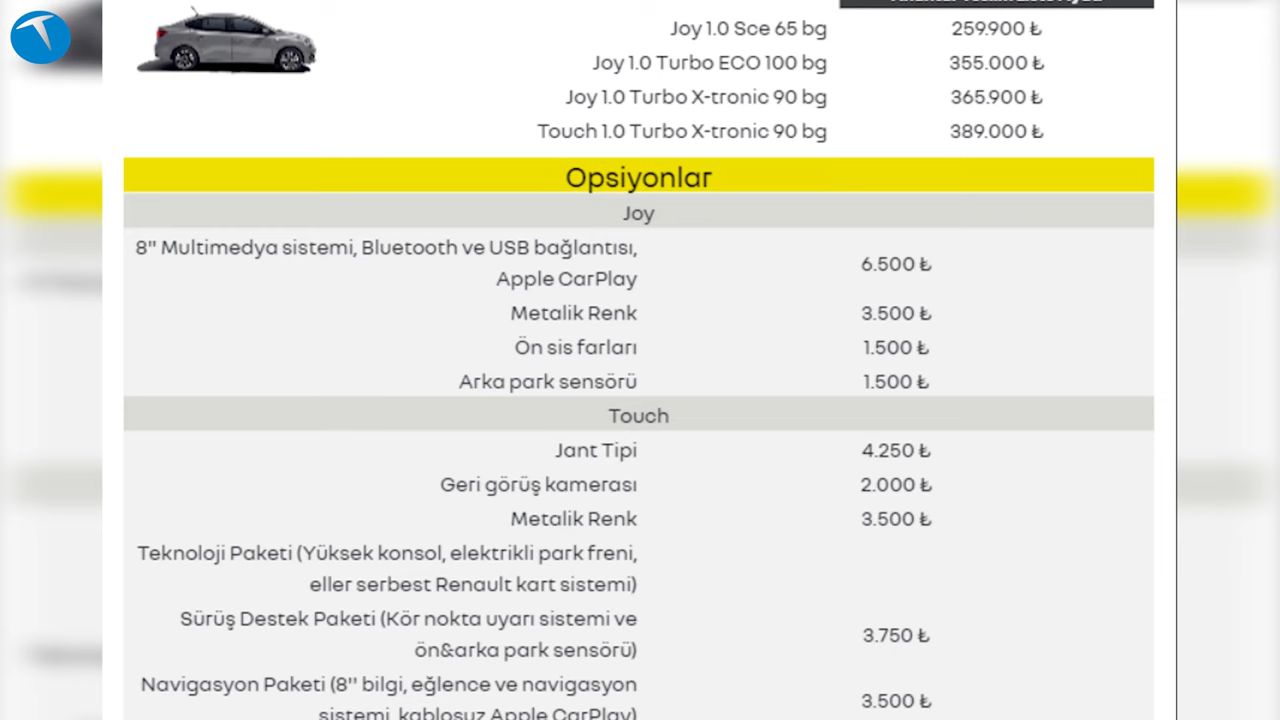 Joy 1.0 Sce 65 bg 259.900 ₺
Joy 1.0 Turbo ECO 100 bg 355.000 ₺
Joy 1.0 Turbo X-tronic 90 bg 365.900 ₺
Touch 1.0 Turbo X-tronic 90 bg 389.000 ₺
Opsiyonlar
Joy
8'' Multimedya sistemi, Bluetooth ve USB bağlantısı,
Apple CarPlay 6.500 ₺
Metalik Renk 3.500 ₺
Ön sis farları 1.500 ₺
Arka park sensörü 1.500 ₺
Touch
Jant Tipi 4.250 ₺
Geri görüş kamerası 2.000 ₺
Metalik Renk 3.500 ₺
Teknoloji Paketi (Yüksek konsol, elektrikli park freni,
eller serbest Renault kart sistemi)
Sürüş Destek Paketi (Kör nokta uyarı sistemi ve
ön&arka park sensörü) 3.750 ₺
Navigasyon Paketi (8'' bilgi, eğlence ve navigasyon
sistemi, kablosuz Apple CarPlay) 3.500 ₺